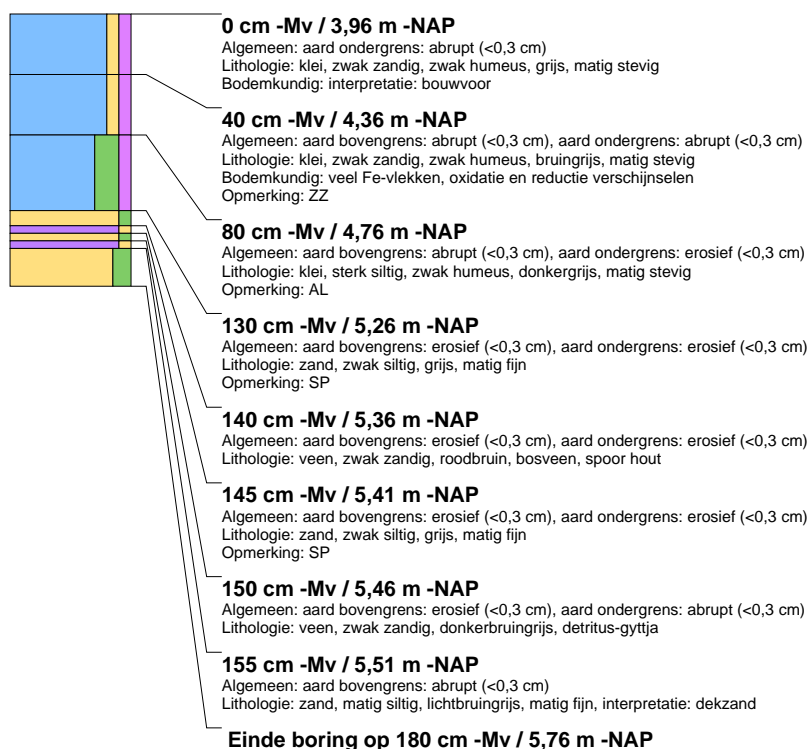 0 cm -Mv / 3,96 m -NAP
Algemeen: aard ondergrens: abrupt (<0,3 cm)
Lithologie: klei, zwak zandig, zwak humeus, grijs, matig stevig
Bodemkundig: interpretatie: bouwvoor
40 cm -Mv / 4,36 m -NAP
Algemeen: aard bovengrens: abrupt (<0,3 cm), aard ondergrens: abrupt (<0,3 cm)
Lithologie: klei, zwak zandig, zwak humeus, bruingrijs, matig stevig
Bodemkundig: veel Fe-vlekken, oxidatie en reductie verschijnselen
Opmerking: ZZ
80 cm -Mv / 4,76 m -NAP
Algemeen: aard bovengrens: abrupt (<0,3 cm), aard ondergrens: erosief (<0,3 cm)
Lithologie: klei, sterk siltig, zwak humeus, donkergrijs, matig stevig
Opmerking: AL
130 cm -Mv / 5,26 m -NAP
Algemeen: aard bovengrens: erosief (<0,3 cm), aard ondergrens: erosief (<0,3 cm)
Lithologie: zand, zwak siltig, grijs, matig fijn
Opmerking: SP
140 cm -Mv / 5,36 m -NAP
Algemeen: aard bovengrens: erosief (<0,3 cm), aard ondergrens: erosief (<0,3 cm)
Lithologie: veen, zwak zandig, roodbruin, bosveen, spoor hout
145 cm -Mv / 5,41 m -NAP
Algemeen: aard bovengrens: erosief (<0,3 cm), aard ondergrens: erosief (<0,3 cm)
Lithologie: zand, zwak siltig, grijs, matig fijn
Opmerking: SP
150 cm -Mv / 5,46 m -NAP
Algemeen: aard bovengrens: erosief (<0,3 cm), aard ondergrens: abrupt (<0,3 cm)
Lithologie: veen, zwak zandig, donkerbruingrijs, detritus-gyttja
155 cm -Mv / 5,51 m -NAP
Algemeen: aard bovengrens: abrupt (<0,3 cm)
Lithologie: zand, matig siltig, lichtbruingrijs, matig fijn, interpretatie: dekzand
Einde boring op 180 cm -Mv / 5,76 m -NAP